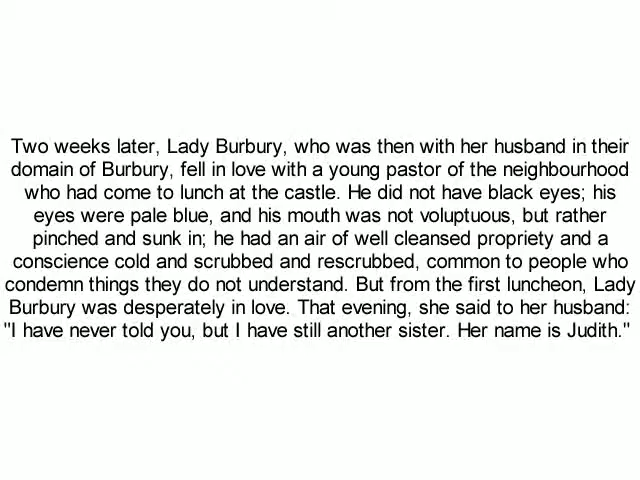 Two weeks later, Lady Burbury, who was then with her husband in their
domain of Burbury, fell in love with a young pastor of the neighbourhood
who had come to lunch at the castle. He did not have black eyes; his
eyes were pale blue, and his mouth was not voluptuous, but rather
pinched and sunk in; he had an air of well cleansed propriety and a
conscience cold and scrubbed and rescrubbed, common to people who
condemn things they do not understand. But from the first luncheon, Lady
Burbury was desperately in love. That evening, she said to her husband:
"I have never told you, but I have still another sister. Her name is Judith."